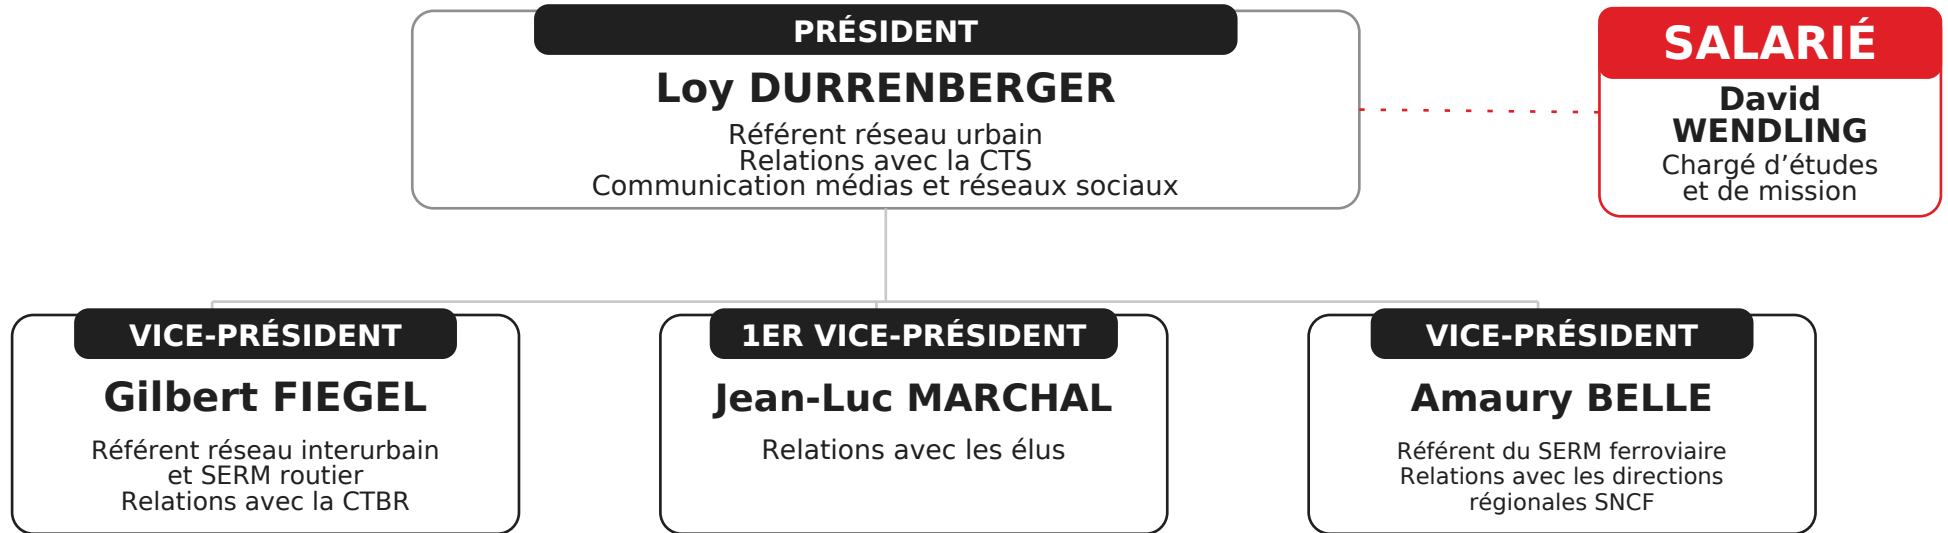 PRÉSIDENT
Loy DURRENBERGER
Référent réseau urbain
Relations avec la CTS
Communication médias et réseaux sociaux
SALARIÉ
David
WENDLING
Chargé d’études
et de mission
VICE-PRÉSIDENT
Gilbert FIEGEL
Référent réseau interurbain
et SERM routier
Relations avec la CTBR
1ER VICE-PRÉSIDENT
Jean-Luc MARCHAL
Relations avec les élus
VICE-PRÉSIDENT
Amaury BELLE
Référent du SERM ferroviaire
Relations avec les directions
régionales SNCF